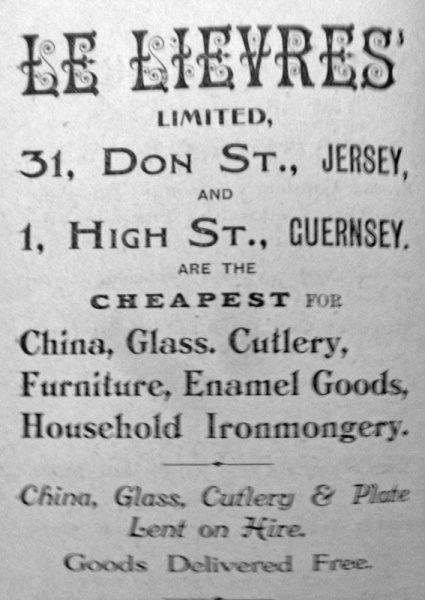 LE LIEVRES'
LIMITED,
31, DON ST., JERSEY,
AND
1, HIGH ST., GUERNSEY.
ARE THE
CHEAPEST FOR
China, Glass. Cutlery,
Furniture, Enamel Goods,
Household Ironmongery.
China, Glass, Cutlery & Plate
Lent on Hire.
Goods Delivered Free.